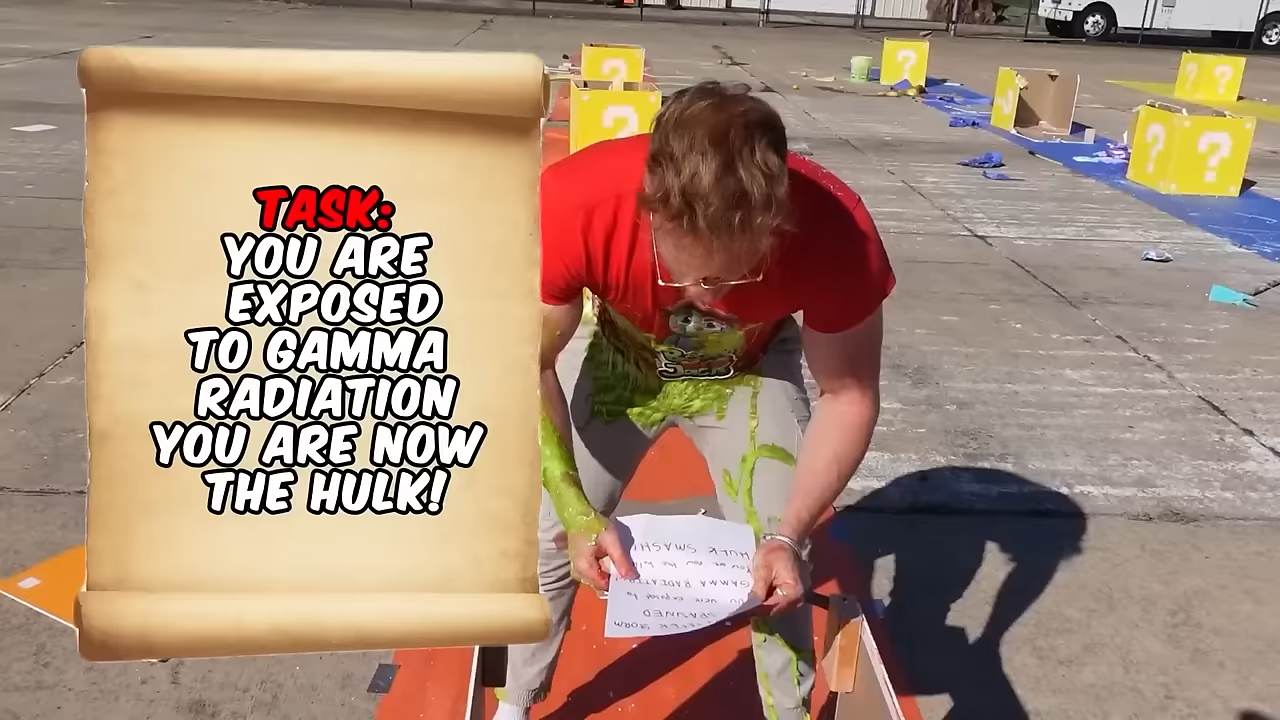 TASK:
YOU ARE
EXPOSED
TO GAMMA
RADIATION
YOU ARE NOW
THE HULK!
?
?
?
?
?
?
?
?
HULK SMASH!
GAMMA RADIATION